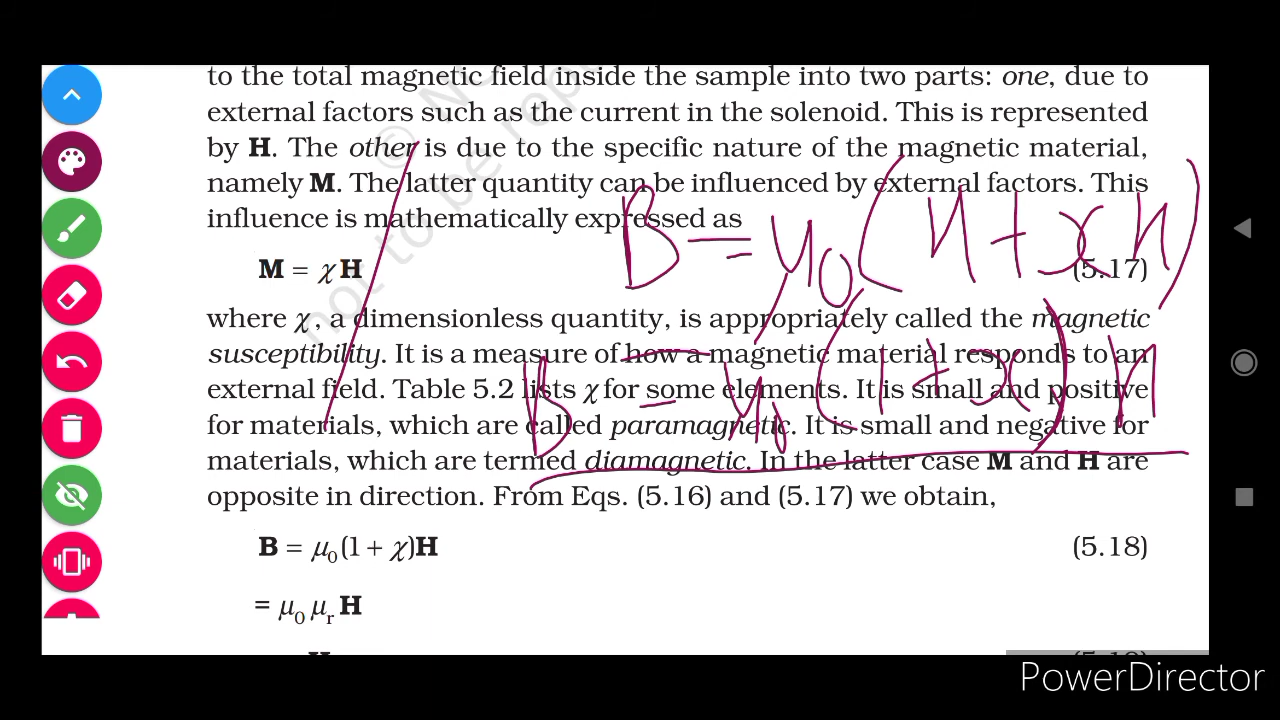 to the total magnetic field inside the sample into two parts: one, due to
external factors such as the current in the solenoid. This is represented
by H. The other is due to the specific nature of the magnetic material,
namely M. The latter quantity can be influenced by external factors. This
influence is mathematically expressed as
B = μ0 (H + χH)
M = χH (5.17)
where χ, a dimensionless quantity, is appropriately called the magnetic
susceptibility. It is a measure of how a magnetic material responds to an
B = μ0 (1 + χ) H
external field. Table 5.2 lists χ for some elements. It is small and positive
for materials, which are called paramagnetic. It is small and negative for
materials, which are termed diamagnetic. In the latter case M and H are
opposite in direction. From Eqs. (5.16) and (5.17) we obtain,
B = μ0(1 + χ)H (5.18)
= μ0 μr H
PowerDirector